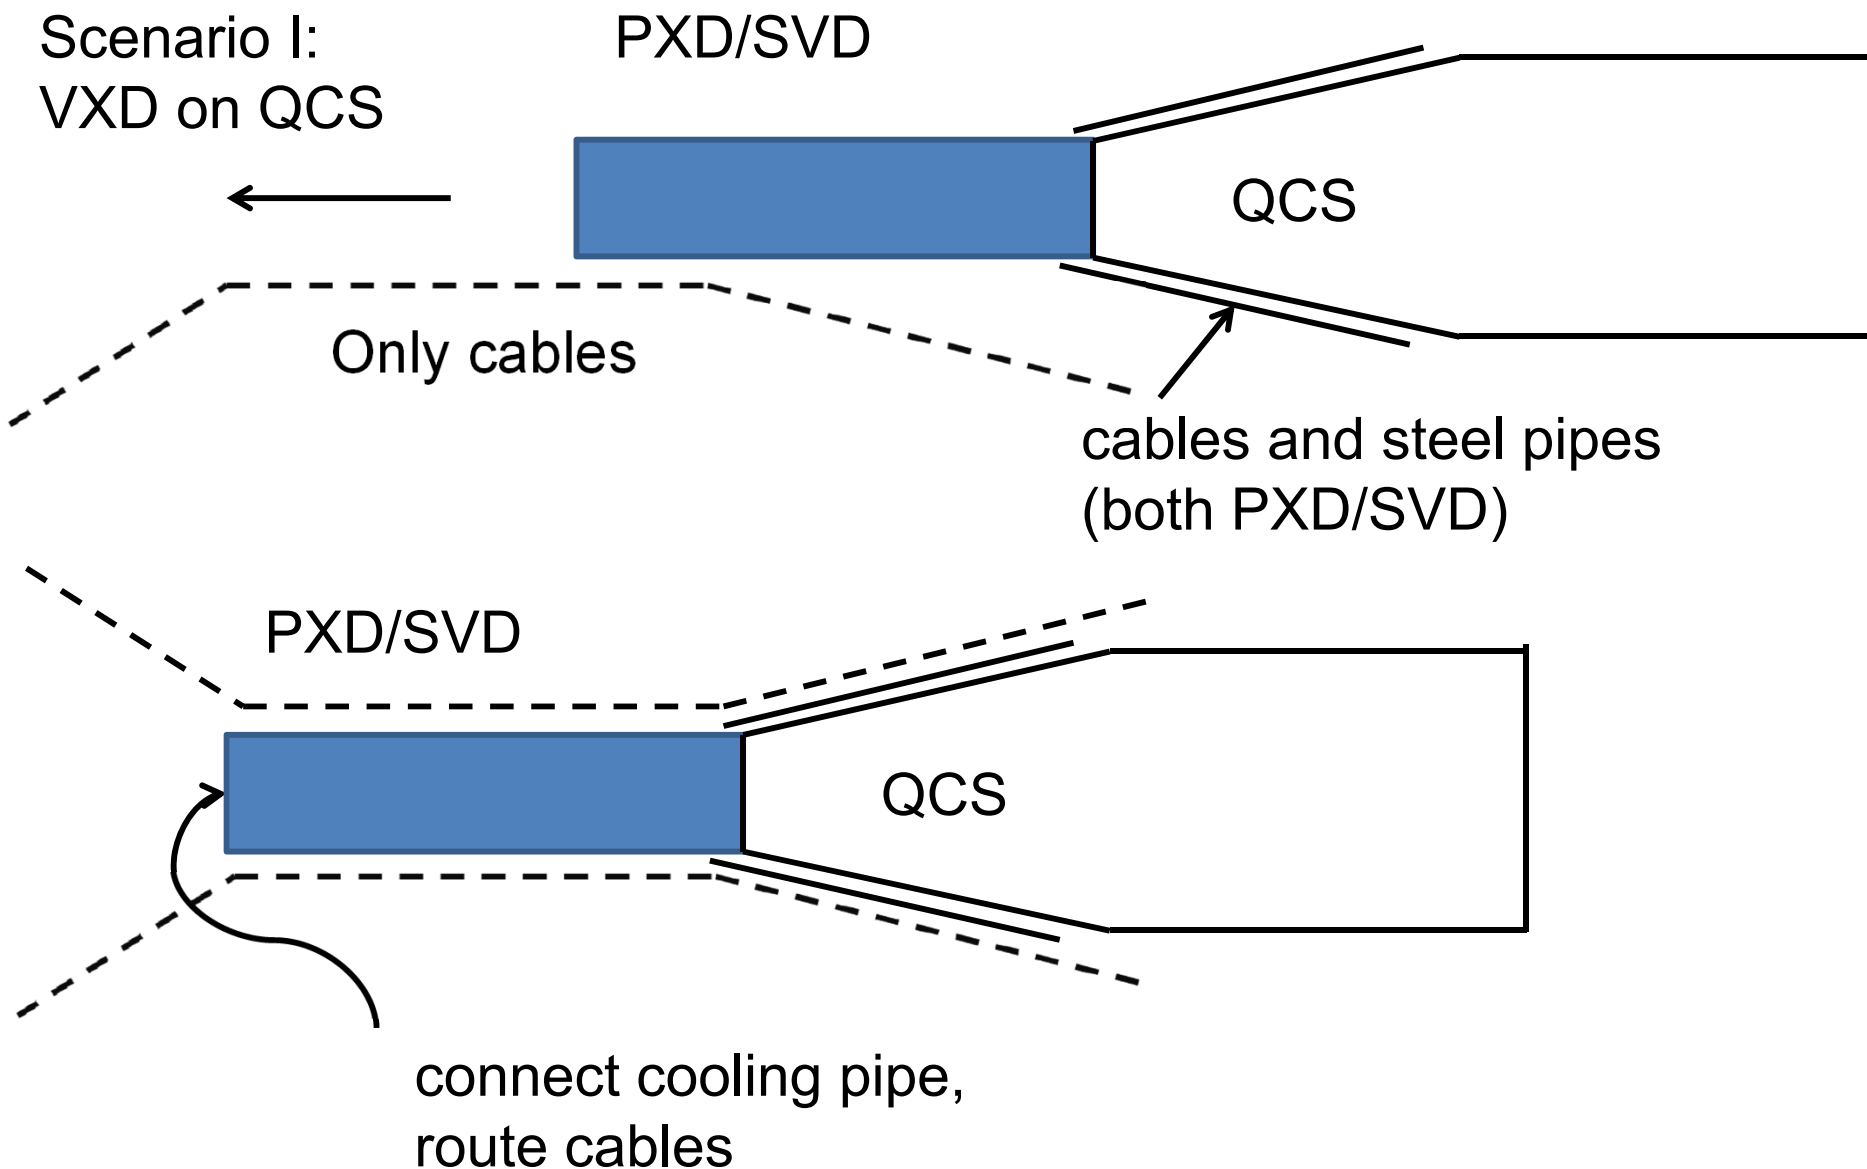 Scenario I:
VXD on QCS
PXD/SVD
QCS
Only cables
cables and steel pipes
(both PXD/SVD)
PXD/SVD
QCS
connect cooling pipe,
route cables